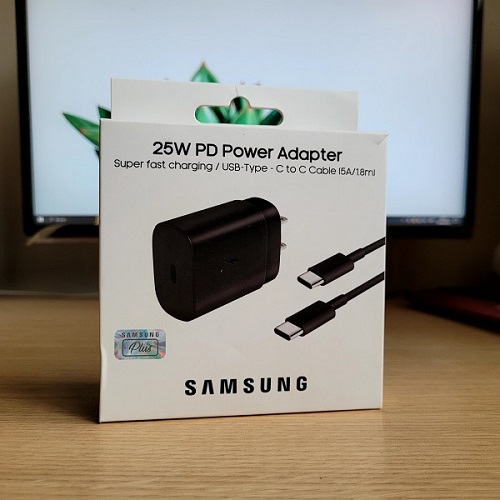 25W PD Power Adapter
Super fast charging / USB-Type - C to C Cable (5A/1.8m)
SAMSUNG
Plus
SAMSUNG